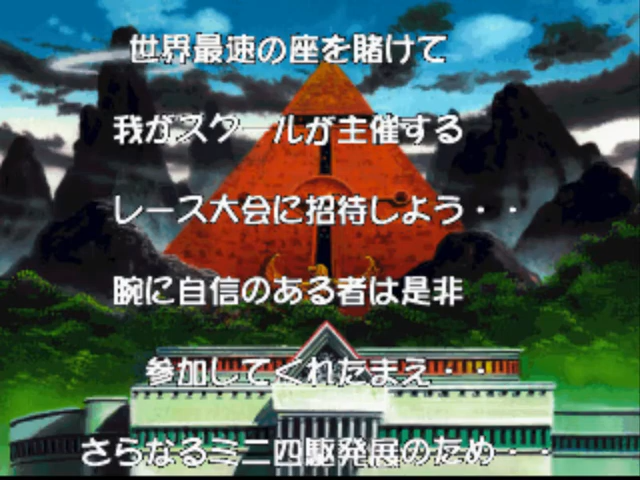 世界最速の座を賭けて
我がスクールが主催する
レース大会に招待しよう・・
腕に自信のある者は是非
参加してくれたまえ・・
さらなるミニ四駆発展のため・・